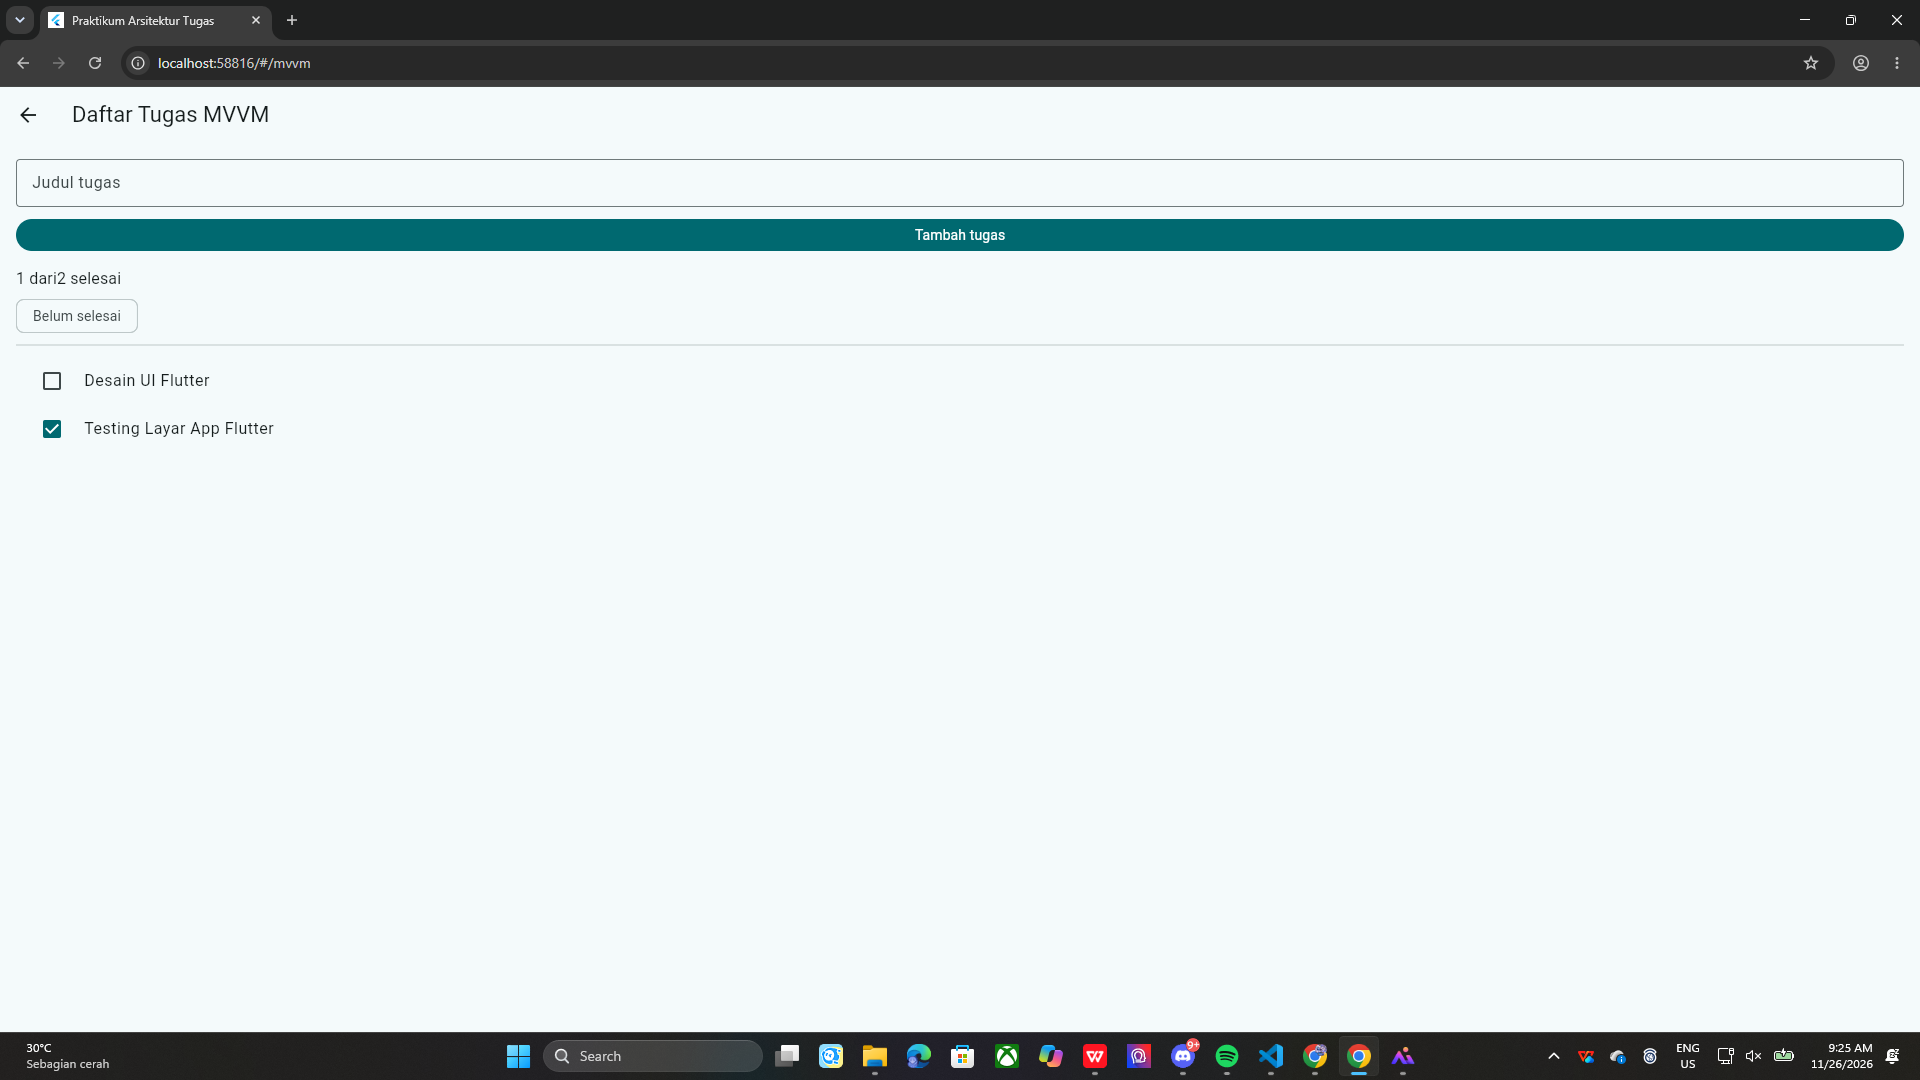 Praktikum Arsitektur Tugas
localhost:58816/#/mvvm
Daftar Tugas MVVM
Judul tugas
Tambah tugas
1 dari2 selesai
Belum selesai
Desain UI Flutter
Testing Layar App Flutter
30°C
Sebagian cerah
Search
9+
ENG
US
9:25 AM
11/26/2026